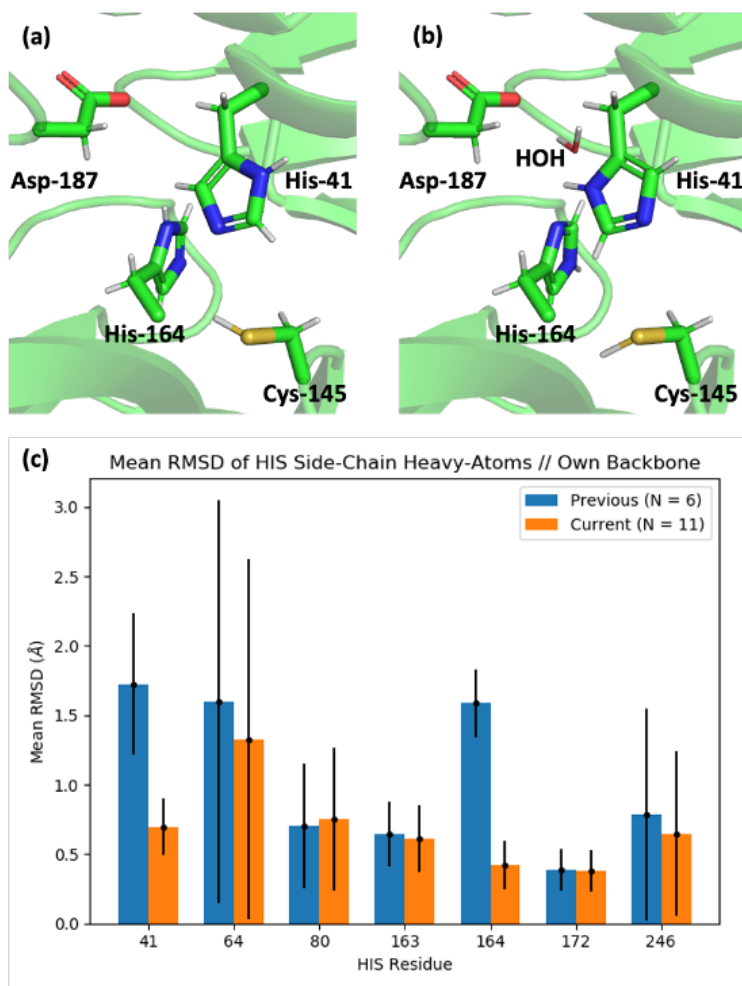 (a)
Asp-187
His-41
His-164
Cys-145
(b)
Asp-187
HOH
His-41
His-164
Cys-145
(c)
Mean RMSD of HIS Side-Chain Heavy-Atoms // Own Backbone
Previous (N = 6)
Current (N = 11)
Mean RMSD (Å)
3.0
2.5
2.0
1.5
1.0
0.5
0.0
41 64 80 163 164 172 246
HIS Residue